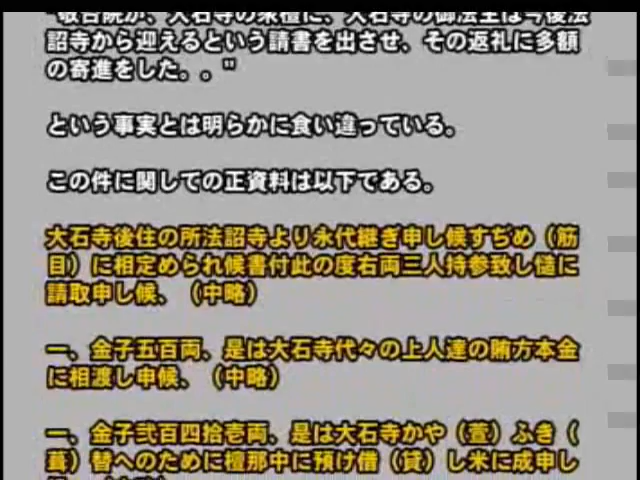 "敬台院が、大石寺の衆檀に、大石寺の御法主は今後法
詔寺から迎えるという請書を出させ、その返礼に多額
の寄進をした。。"
という事実とは明らかに食い違っている。
この件に関しての正資料は以下である。
大石寺後住の所法詔寺より永代継ぎ申し候すぢめ（筋
目）に相定められ候書付此の度右両三人持参致し慥に
請取申し候、（中略）
一、金子五百両、是は大石寺代々の上人達の賄方本金
に相渡し申候、（中略）
一、金子弐百四拾壱両、是は大石寺かや（萱）ふき（
葺）替へのために檀那中に預け借（貸）し米に成申し